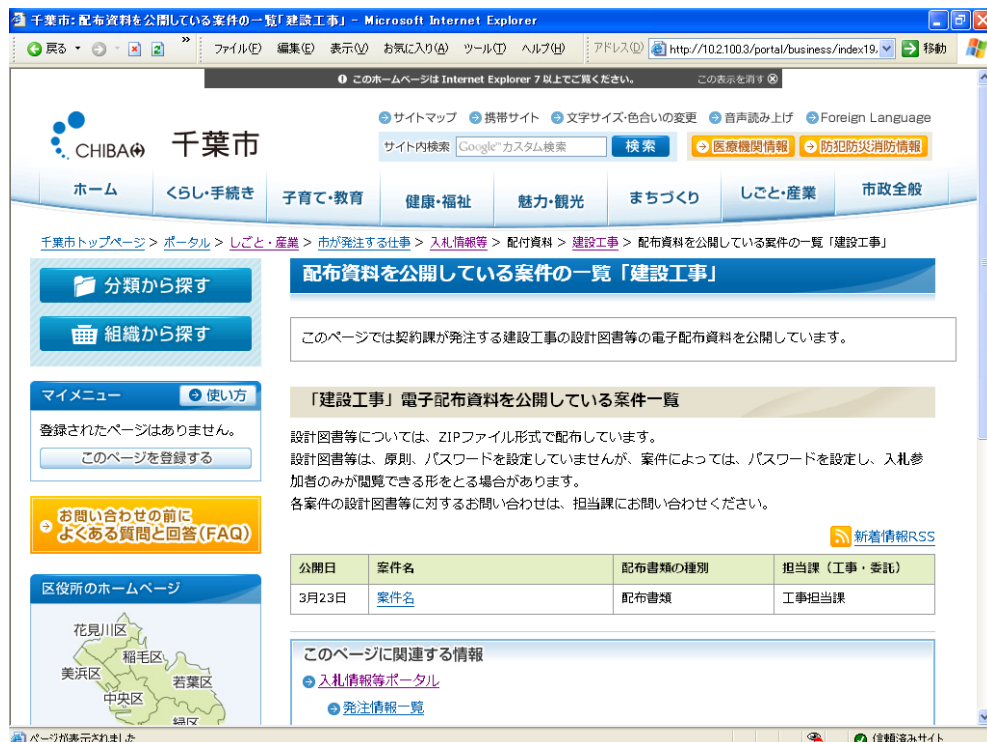 千葉市: 配布資料を公開している案件の一覧「建設工事」 - Microsoft Internet Explorer
戻る ファイル(F) 編集(E) 表示(V) お気に入り(A) ツール(T) ヘルプ(H) アドレス(D) http://10.2.100.3/portal/business/index19. 移動
このホームページは Internet Explorer 7 以上でご覧ください。 この表示を消す
サイトマップ 携帯サイト 文字サイズ・色合いの変更 音声読み上げ Foreign Language
CHIBA 千葉市
サイト内検索 Google カスタム検索 検索 医療機関情報 防犯防災消防情報
ホーム くらし・手続き 子育て・教育 健康・福祉 魅力・観光 まちづくり しごと・産業 市政全般
千葉市トップページ > ポータル > しごと・産業 > 市が発注する仕事 > 入札情報等 > 配付資料 > 建設工事 > 配布資料を公開している案件の一覧「建設工事」
分類から探す
組織から探す
マイメニュー 使い方
登録されたページはありません。
このページを登録する
お問い合わせの前に
よくある質問と回答(FAQ)
区役所のホームページ
花見川区
稲毛区
美浜区
若葉区
中央区
緑区
配布資料を公開している案件の一覧「建設工事」
このページでは契約課が発注する建設工事の設計図書等の電子配布資料を公開しています。
「建設工事」電子配布資料を公開している案件一覧
設計図書等については、ZIPファイル形式で配布しています。
設計図書等は、原則、パスワードを設定していませんが、案件によっては、パスワードを設定し、入札参
加者のみが閲覧できる形をとる場合があります。
各案件の設計図書等に対するお問い合わせは、担当課にお問い合わせください。
新着情報RSS
公開日 案件名 配布書類の種別 担当課（工事・委託）
3月23日 案件名 配布書類 工事担当課
このページに関連する情報
入札情報等ポータル
発注情報一覧
ページが表示されました 信頼済みサイト